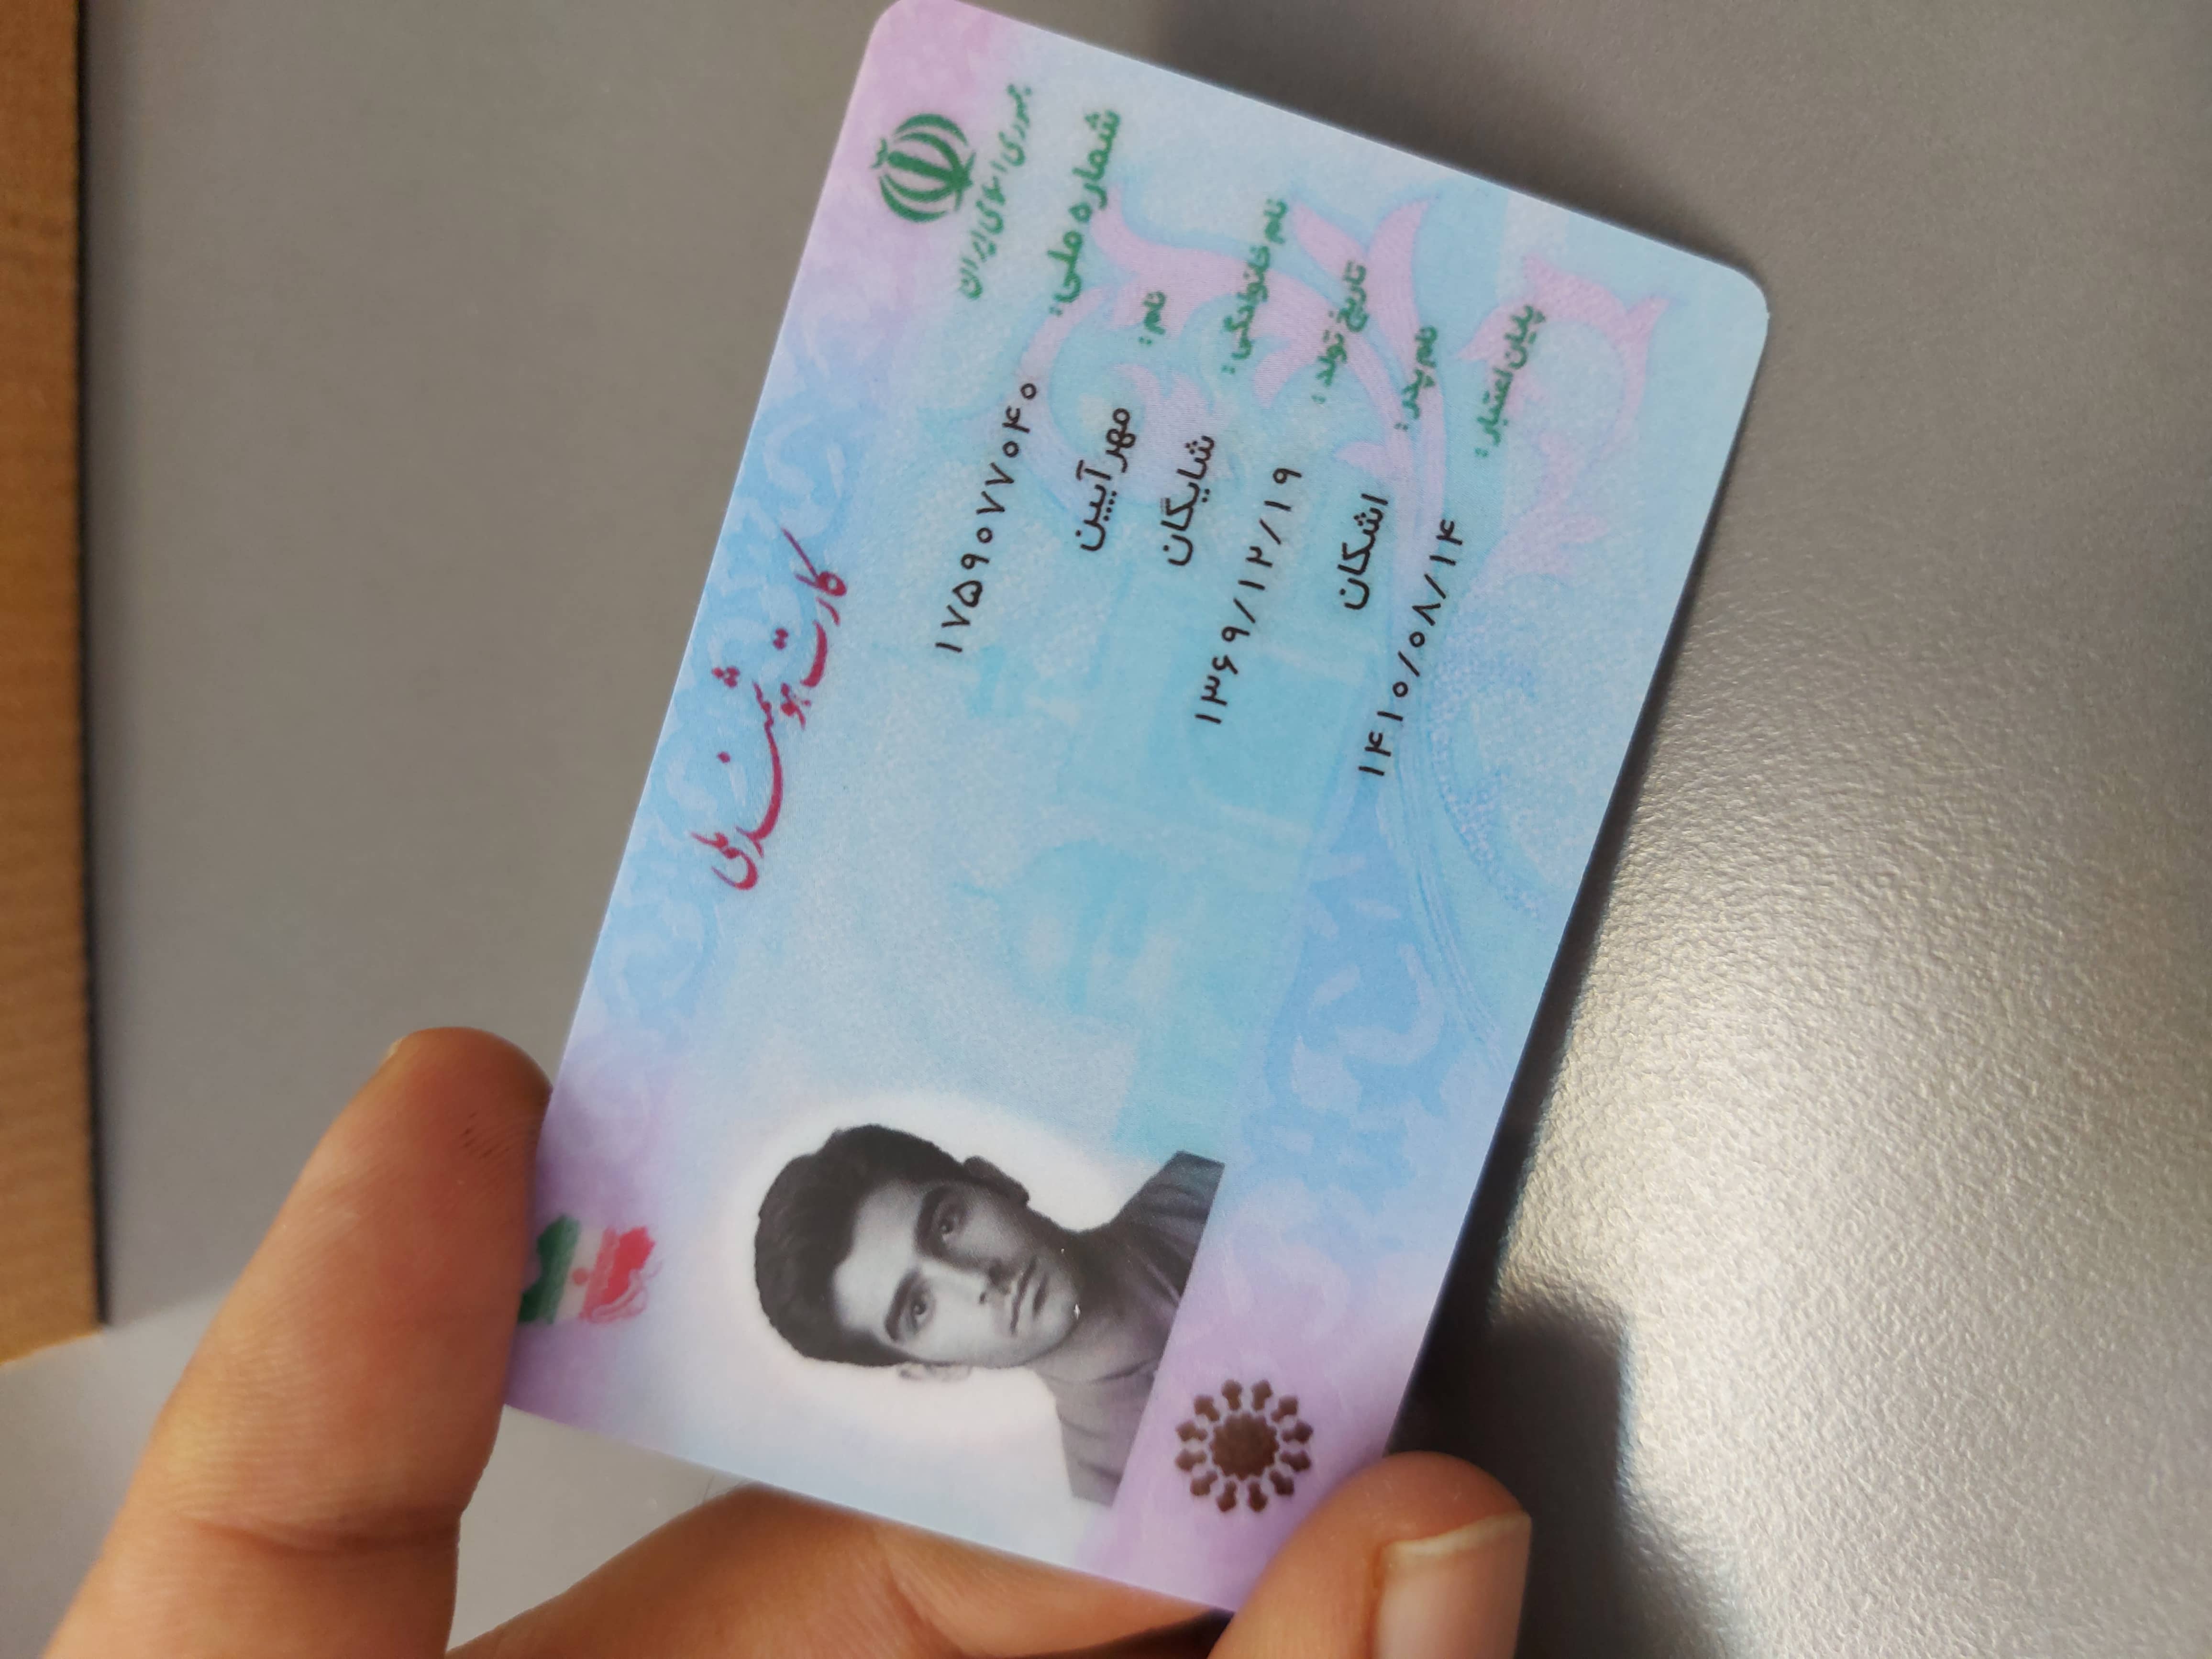 جمهوری اسلامی ایران
کارت هوشمند ملی
شماره ملی: ۱۷۵۹۰۷۷۰۴۰
نام: مهرآیین
نام خانوادگی: شایگان
تاریخ تولد: ۱۳۶۹/۱۲/۱۹
نام پدر: اشکان
پایان اعتبار: ۱۴۱۰/۰۸/۱۴